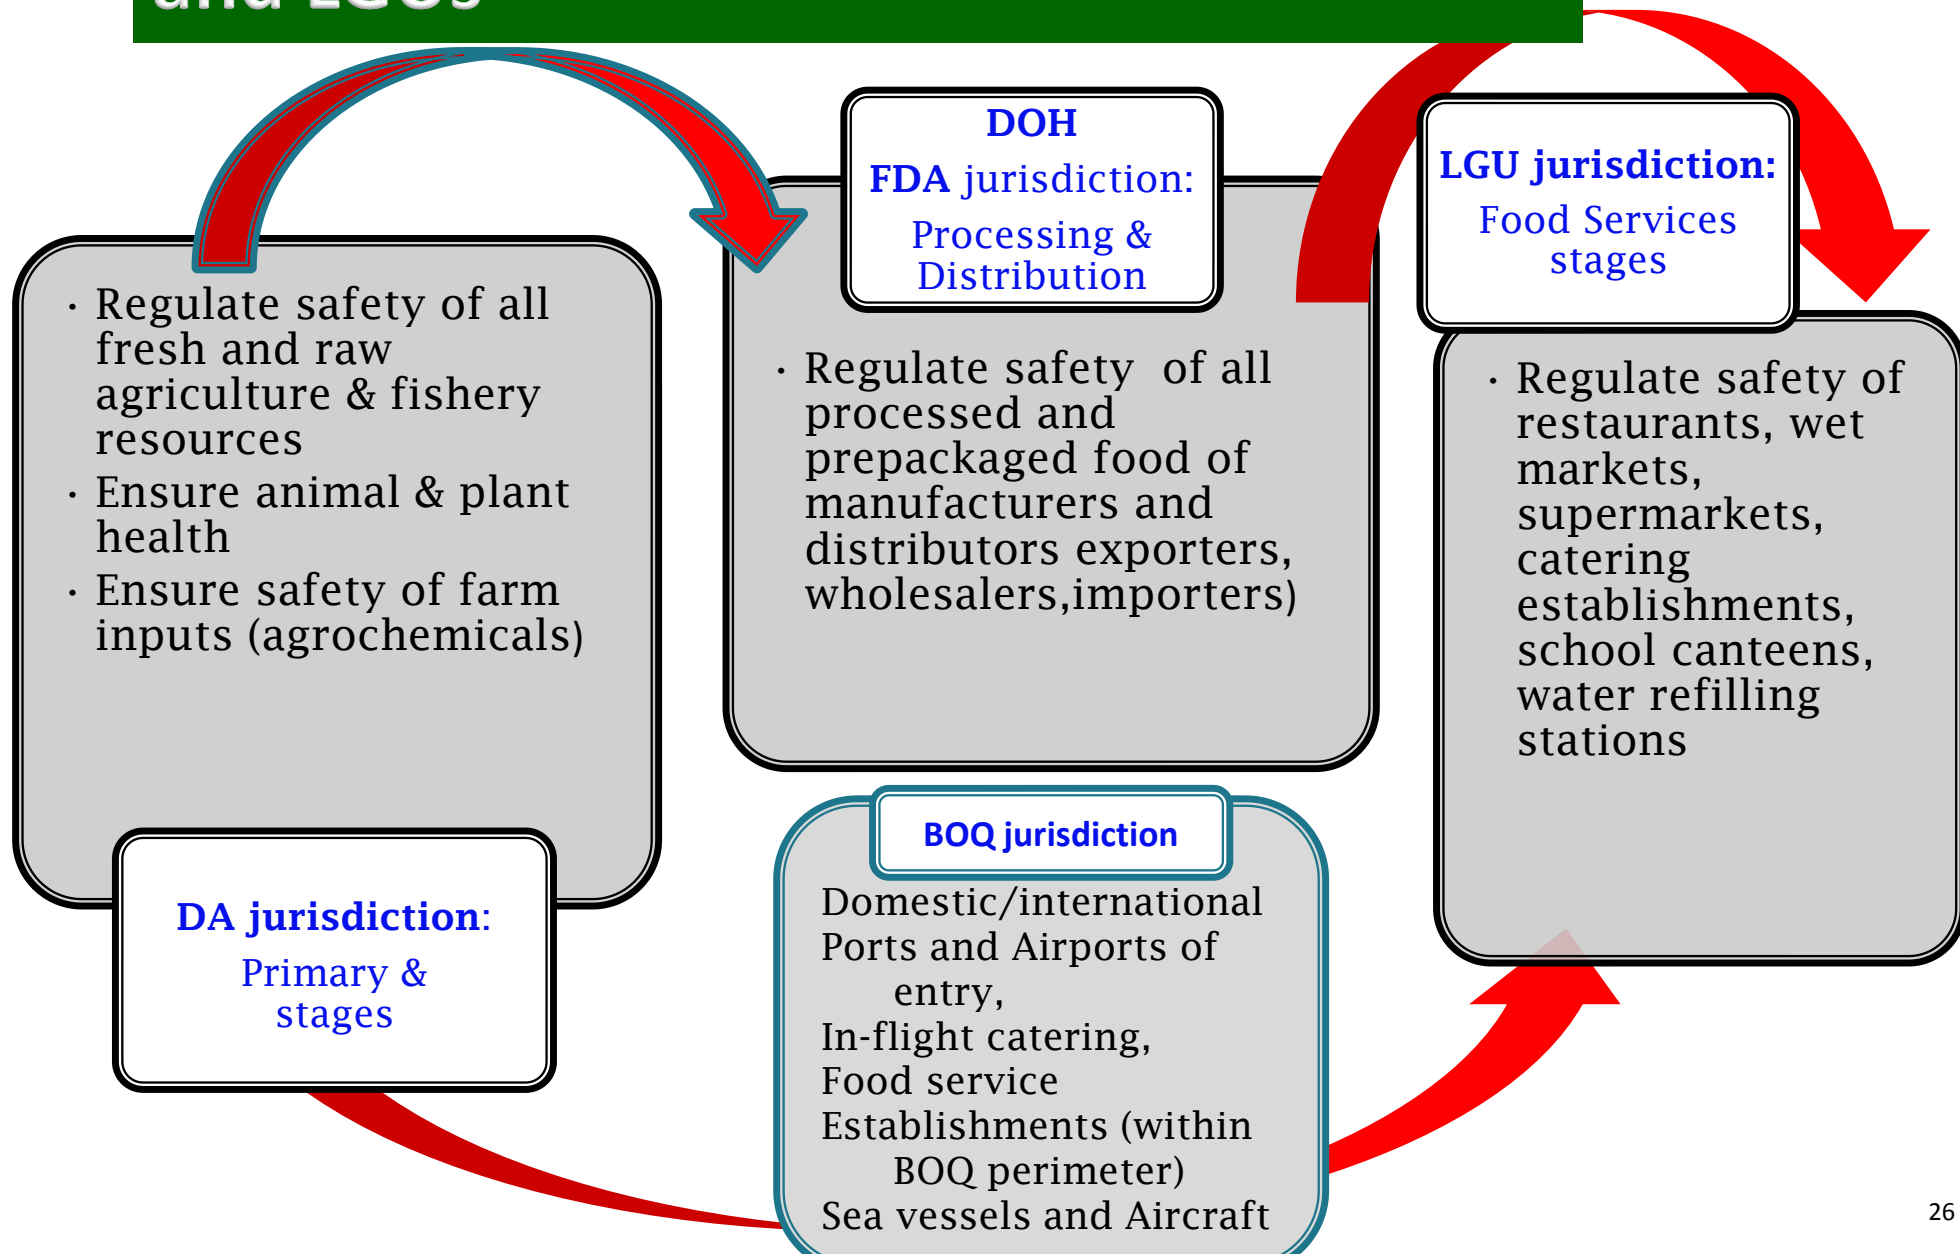 and LGUs
· Regulate safety of all
fresh and raw
agriculture & fishery
resources
· Ensure animal & plant
health
· Ensure safety of farm
inputs (agrochemicals)
DA jurisdiction:
Primary &
stages
DOH
FDA jurisdiction:
Processing &
Distribution
· Regulate safety  of all
processed and
prepackaged food of
manufacturers and
distributors exporters,
wholesalers,importers)
BOQ jurisdiction
Domestic/international
Ports and Airports of
entry,
In-flight catering,
Food service
Establishments (within
BOQ perimeter)
Sea vessels and Aircraft
LGU jurisdiction:
Food Services
stages
· Regulate safety of
restaurants, wet
markets,
supermarkets,
catering
establishments,
school canteens,
water refilling
stations
26